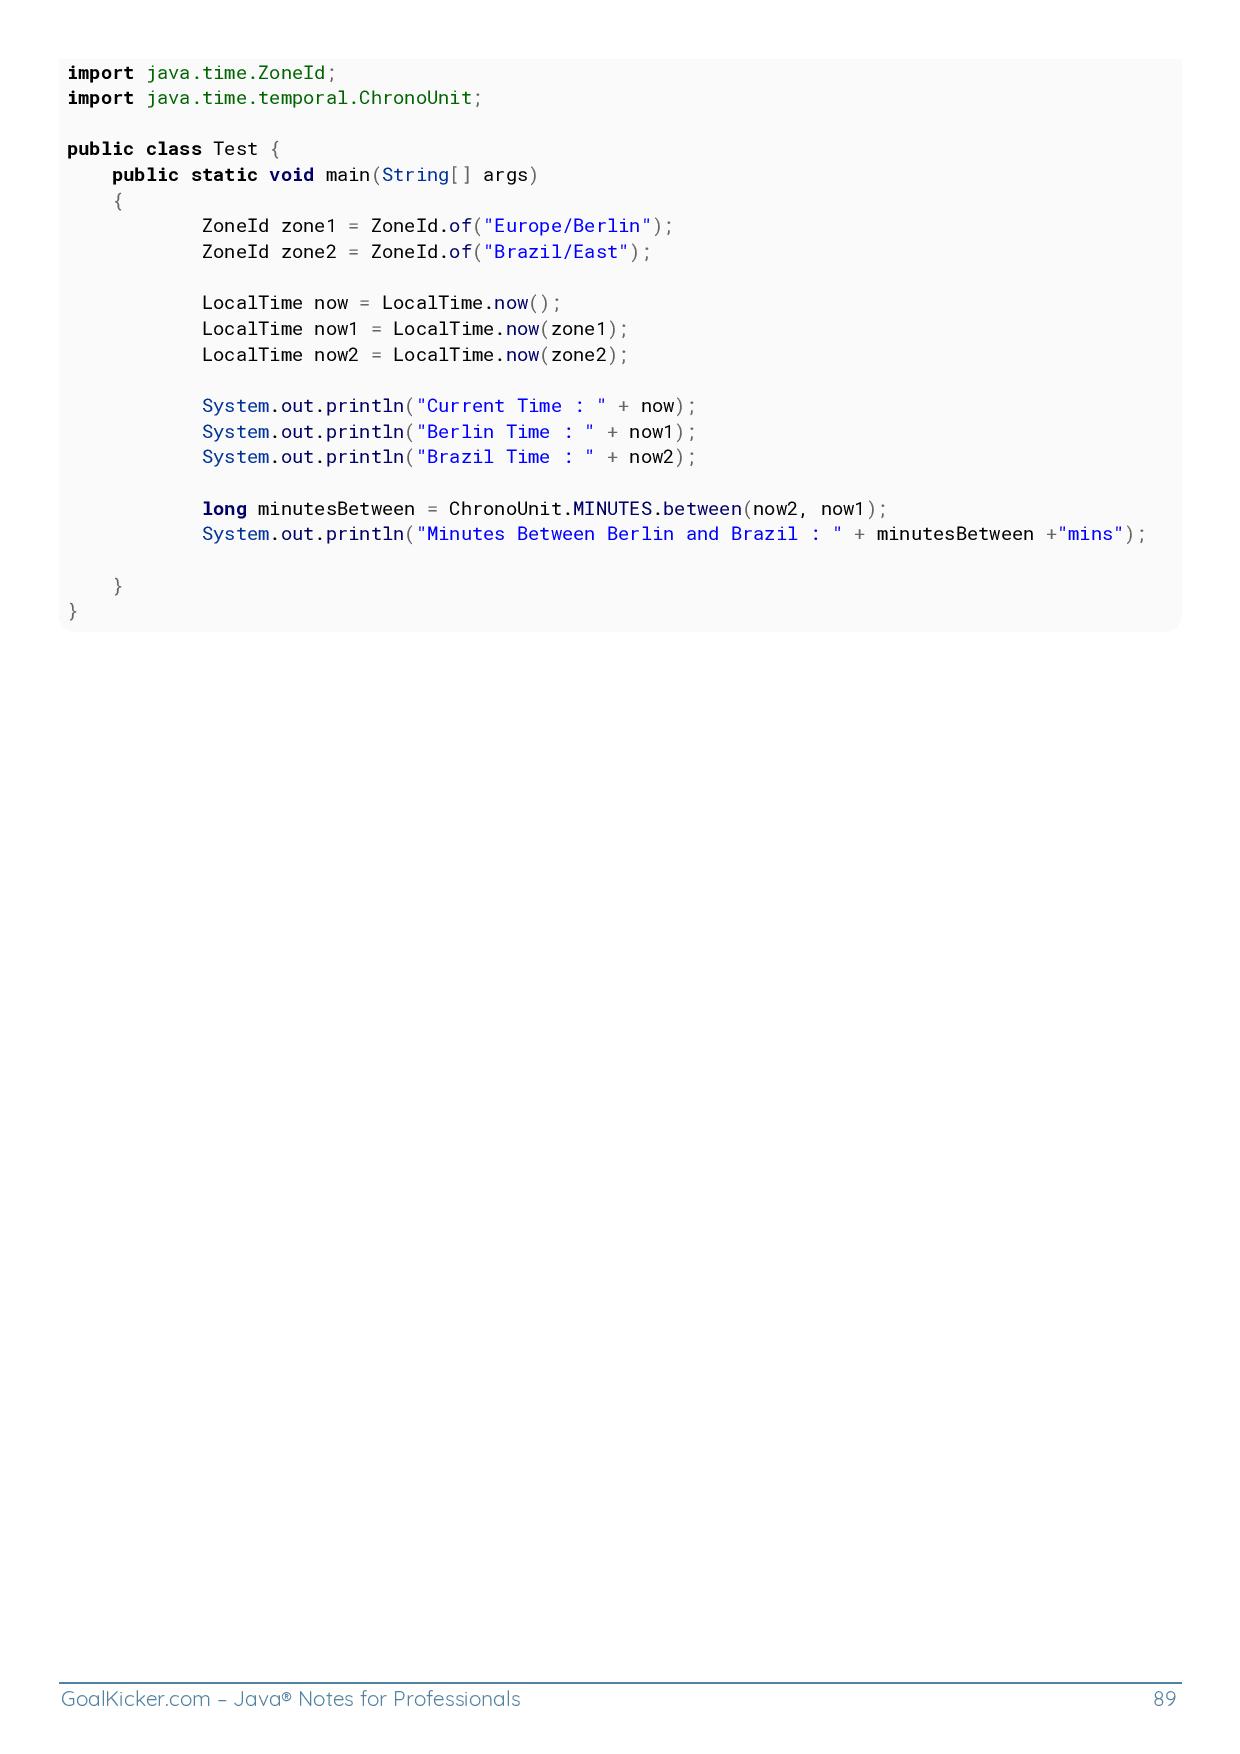 import java.time.ZoneId;
import java.time.temporal.ChronoUnit;

public class Test {
    public static void main(String[] args)
    {
            ZoneId zone1 = ZoneId.of("Europe/Berlin");
            ZoneId zone2 = ZoneId.of("Brazil/East");

            LocalTime now = LocalTime.now();
            LocalTime now1 = LocalTime.now(zone1);
            LocalTime now2 = LocalTime.now(zone2);

            System.out.println("Current Time : " + now);
            System.out.println("Berlin Time : " + now1);
            System.out.println("Brazil Time : " + now2);

            long minutesBetween = ChronoUnit.MINUTES.between(now2, now1);
            System.out.println("Minutes Between Berlin and Brazil : " + minutesBetween +"mins");

    }
}
GoalKicker.com – Java® Notes for Professionals 89